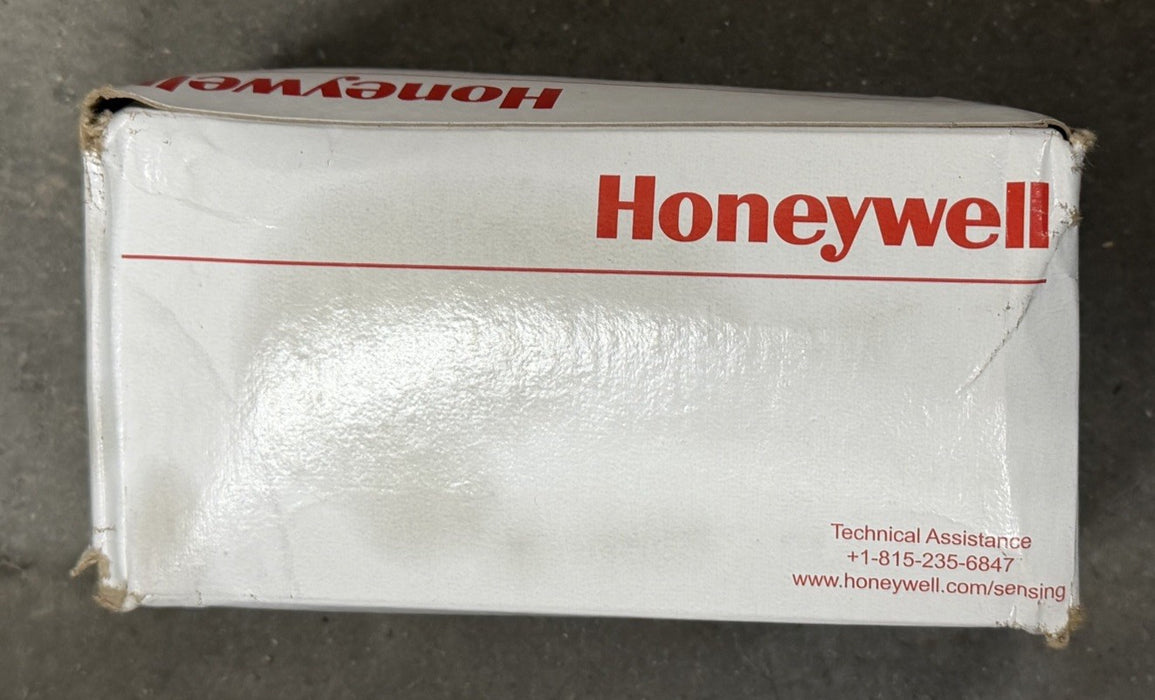 Honeywell
Honeywell
Technical Assistance
+1-815-235-6847
www.honeywell.com/sensing